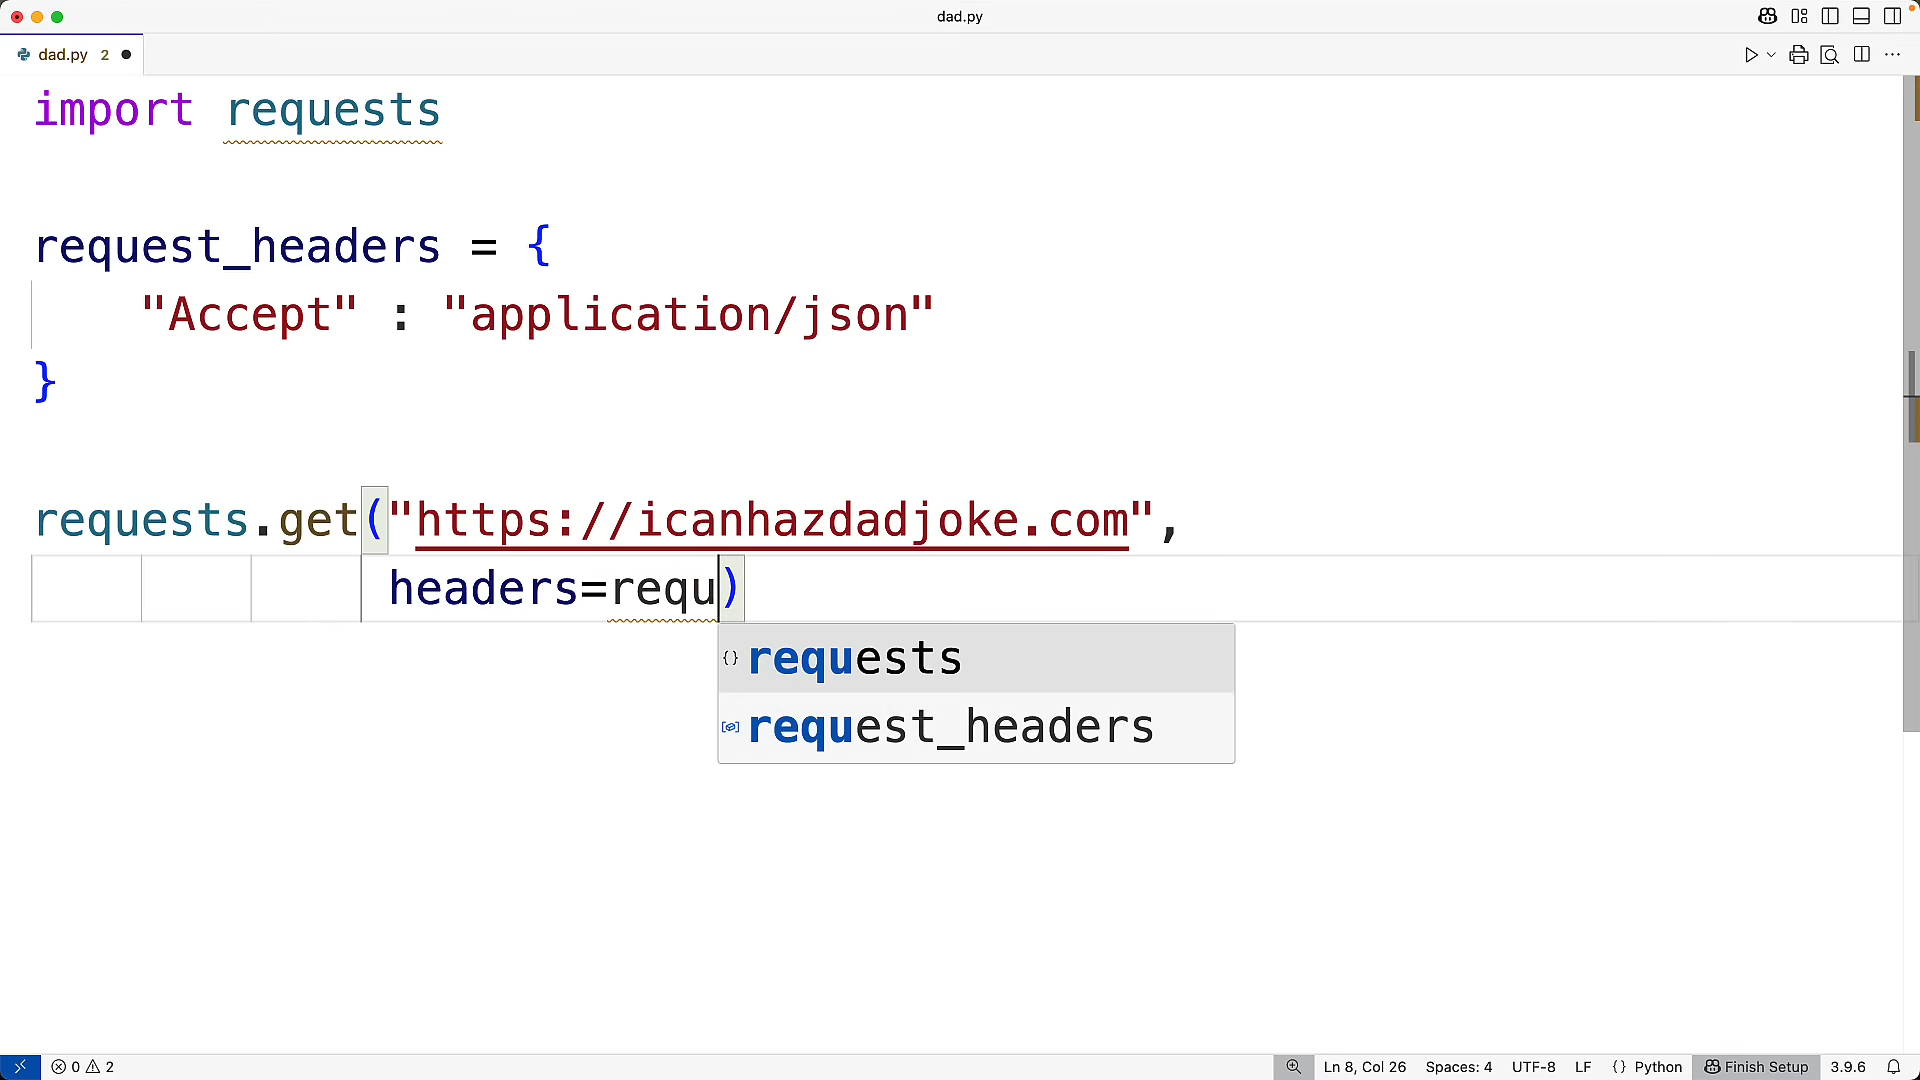 dad.py
dad.py 2
import requests
request_headers = {
"Accept" : "application/json"
}
requests.get("https://icanhazdadjoke.com",
headers=requ)
requests
request_headers
0 2
Ln 8, Col 26 Spaces: 4 UTF-8 LF {} Python Finish Setup 3.9.6